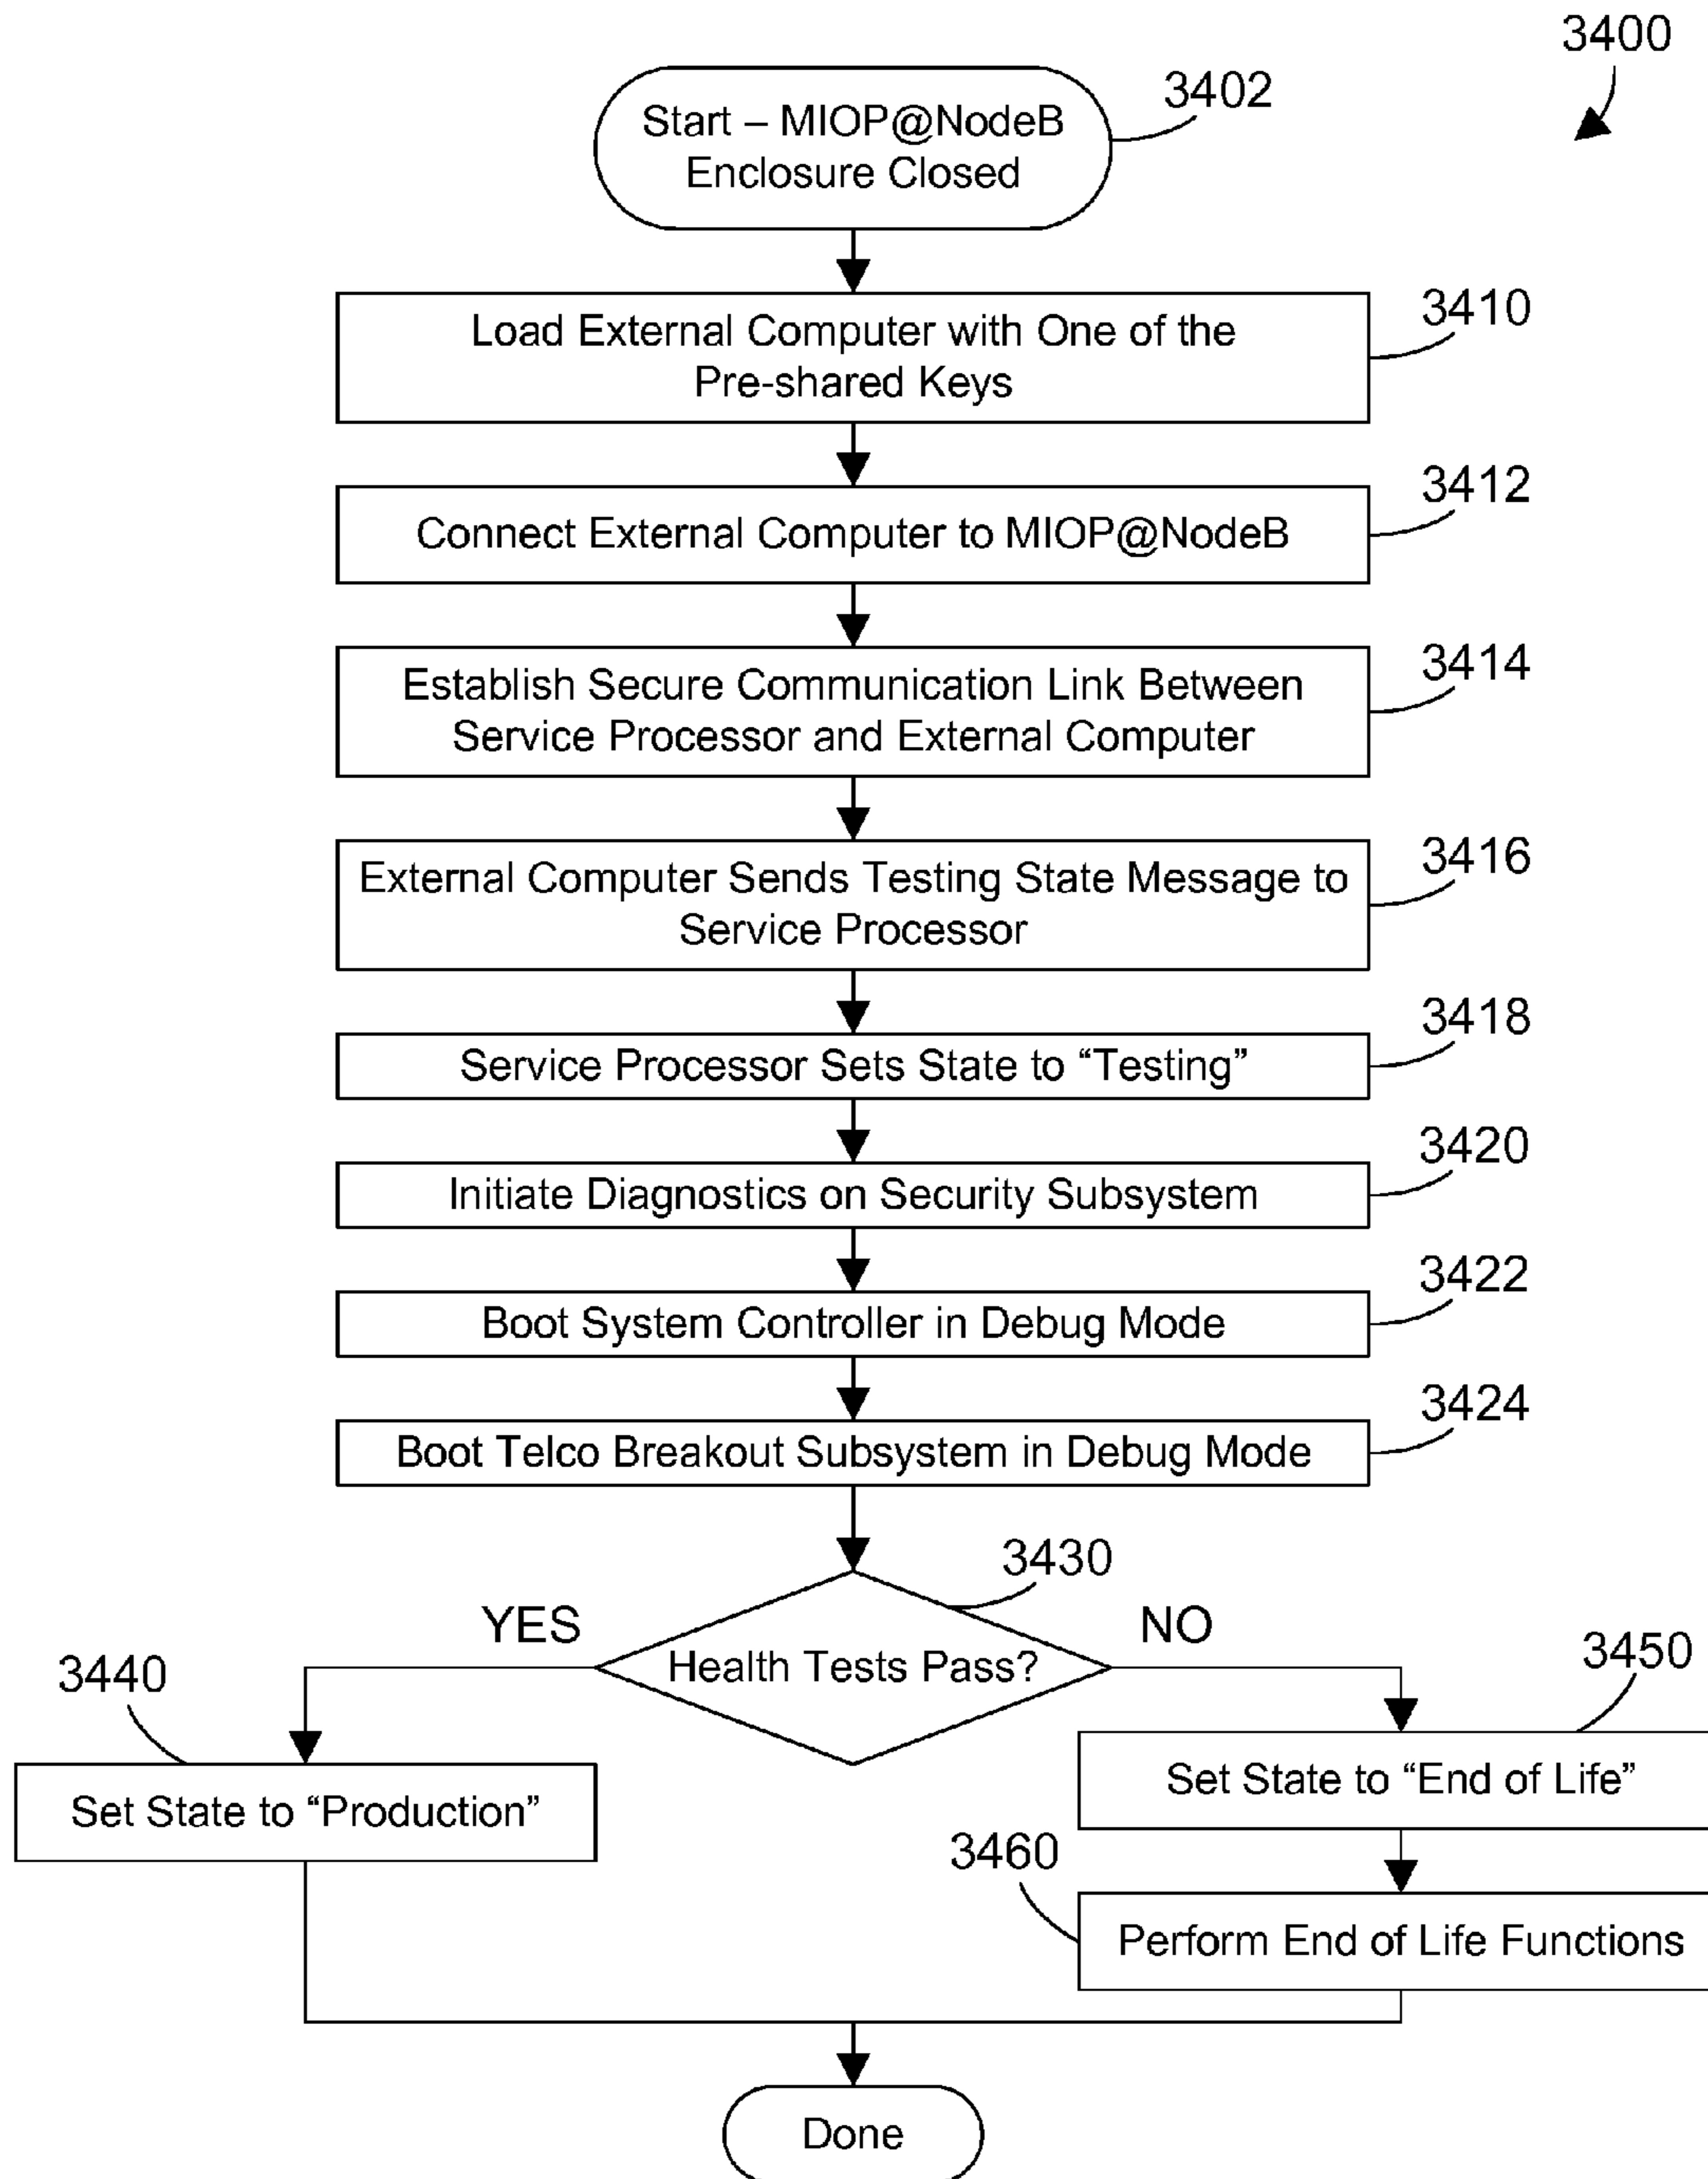 3400
Start – MIOP@NodeB
Enclosure Closed
3402
Load External Computer with One of the
Pre-shared Keys
3410
Connect External Computer to MIOP@NodeB
3412
Establish Secure Communication Link Between
Service Processor and External Computer
3414
External Computer Sends Testing State Message to
Service Processor
3416
Service Processor Sets State to “Testing”
3418
Initiate Diagnostics on Security Subsystem
3420
Boot System Controller in Debug Mode
3422
Boot Telco Breakout Subsystem in Debug Mode
3424
3430
Health Tests Pass?
YES
NO
3440
Set State to “Production”
3450
Set State to “End of Life”
3460
Perform End of Life Functions
Done